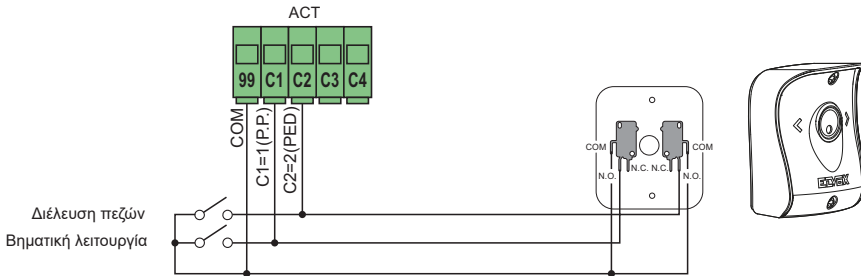 ACT
99 C1 C2 C3 C4
COM
C1=1(P.P.)
C2=2(PED)
COM
COM
N.O.
N.C.
N.C.
N.O.
Διέλευση πεζών
Βηματική λειτουργία